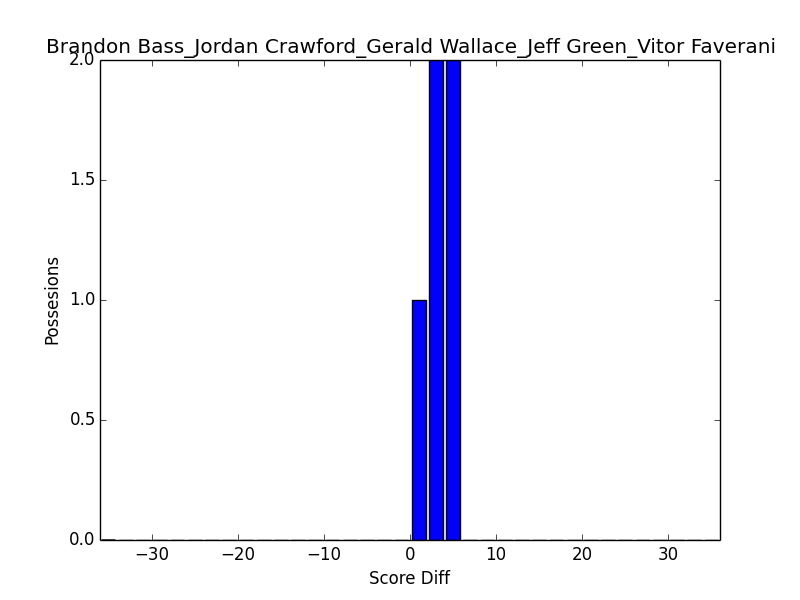 Brandon Bass_Jordan Crawford_Gerald Wallace_Jeff Green_Vitor Faverani
2.0
1.5
1.0
0.5
0.0
Possesions
−30 −20 −10 0 10 20 30
Score Diff